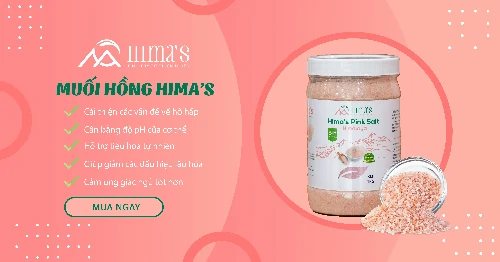 HIMA'S
MUỐI HỒNG HIMA'S
Cải thiện các vấn đề về hô hấp
Cân bằng độ pH của cơ thể
Hỗ trợ tiêu hóa tự nhiên
Giúp giảm các dấu hiệu lão hóa
Cảm ứng giấc ngủ tốt hơn
MUA NGAY
HIMA'S
Hima's Pink Salt
Himalaya